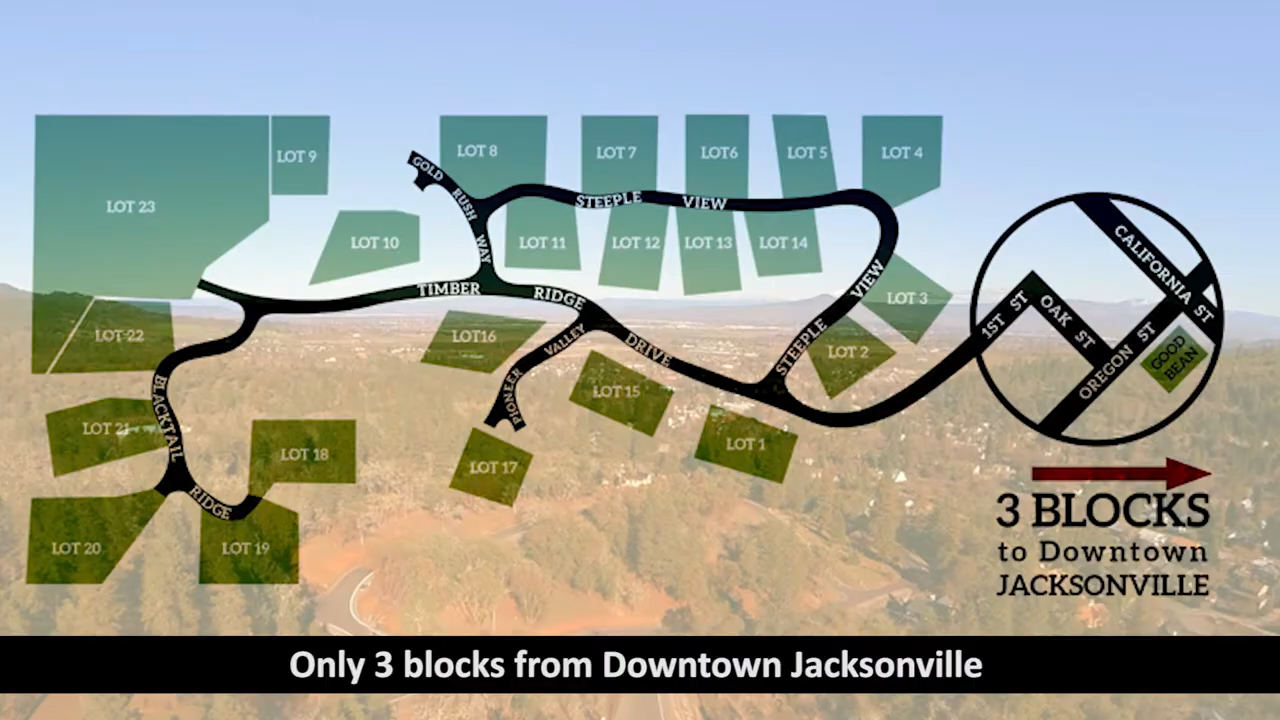 LOT 9
LOT 8
LOT 7
LOT6
LOT 5
LOT 4
GOLD RUSH WAY
LOT 23
STEEPLE VIEW
LOT 10
LOT 11
LOT 12
LOT 13
LOT 14
CALIFORNIA ST
TIMBER RIDGE DRIVE
STEEPLE VIEW
LOT 3
1ST ST
OAK ST
OREGON ST
GOOD
BEAN
LOT 22
LOT16
PIONEER VALLEY
LOT 2
LOT 15
BLACKTAIL RIDGE
LOT 21
LOT 18
LOT 17
LOT 1
LOT 20
LOT 19
3 BLOCKS
to Downtown
JACKSONVILLE
Only 3 blocks from Downtown Jacksonville